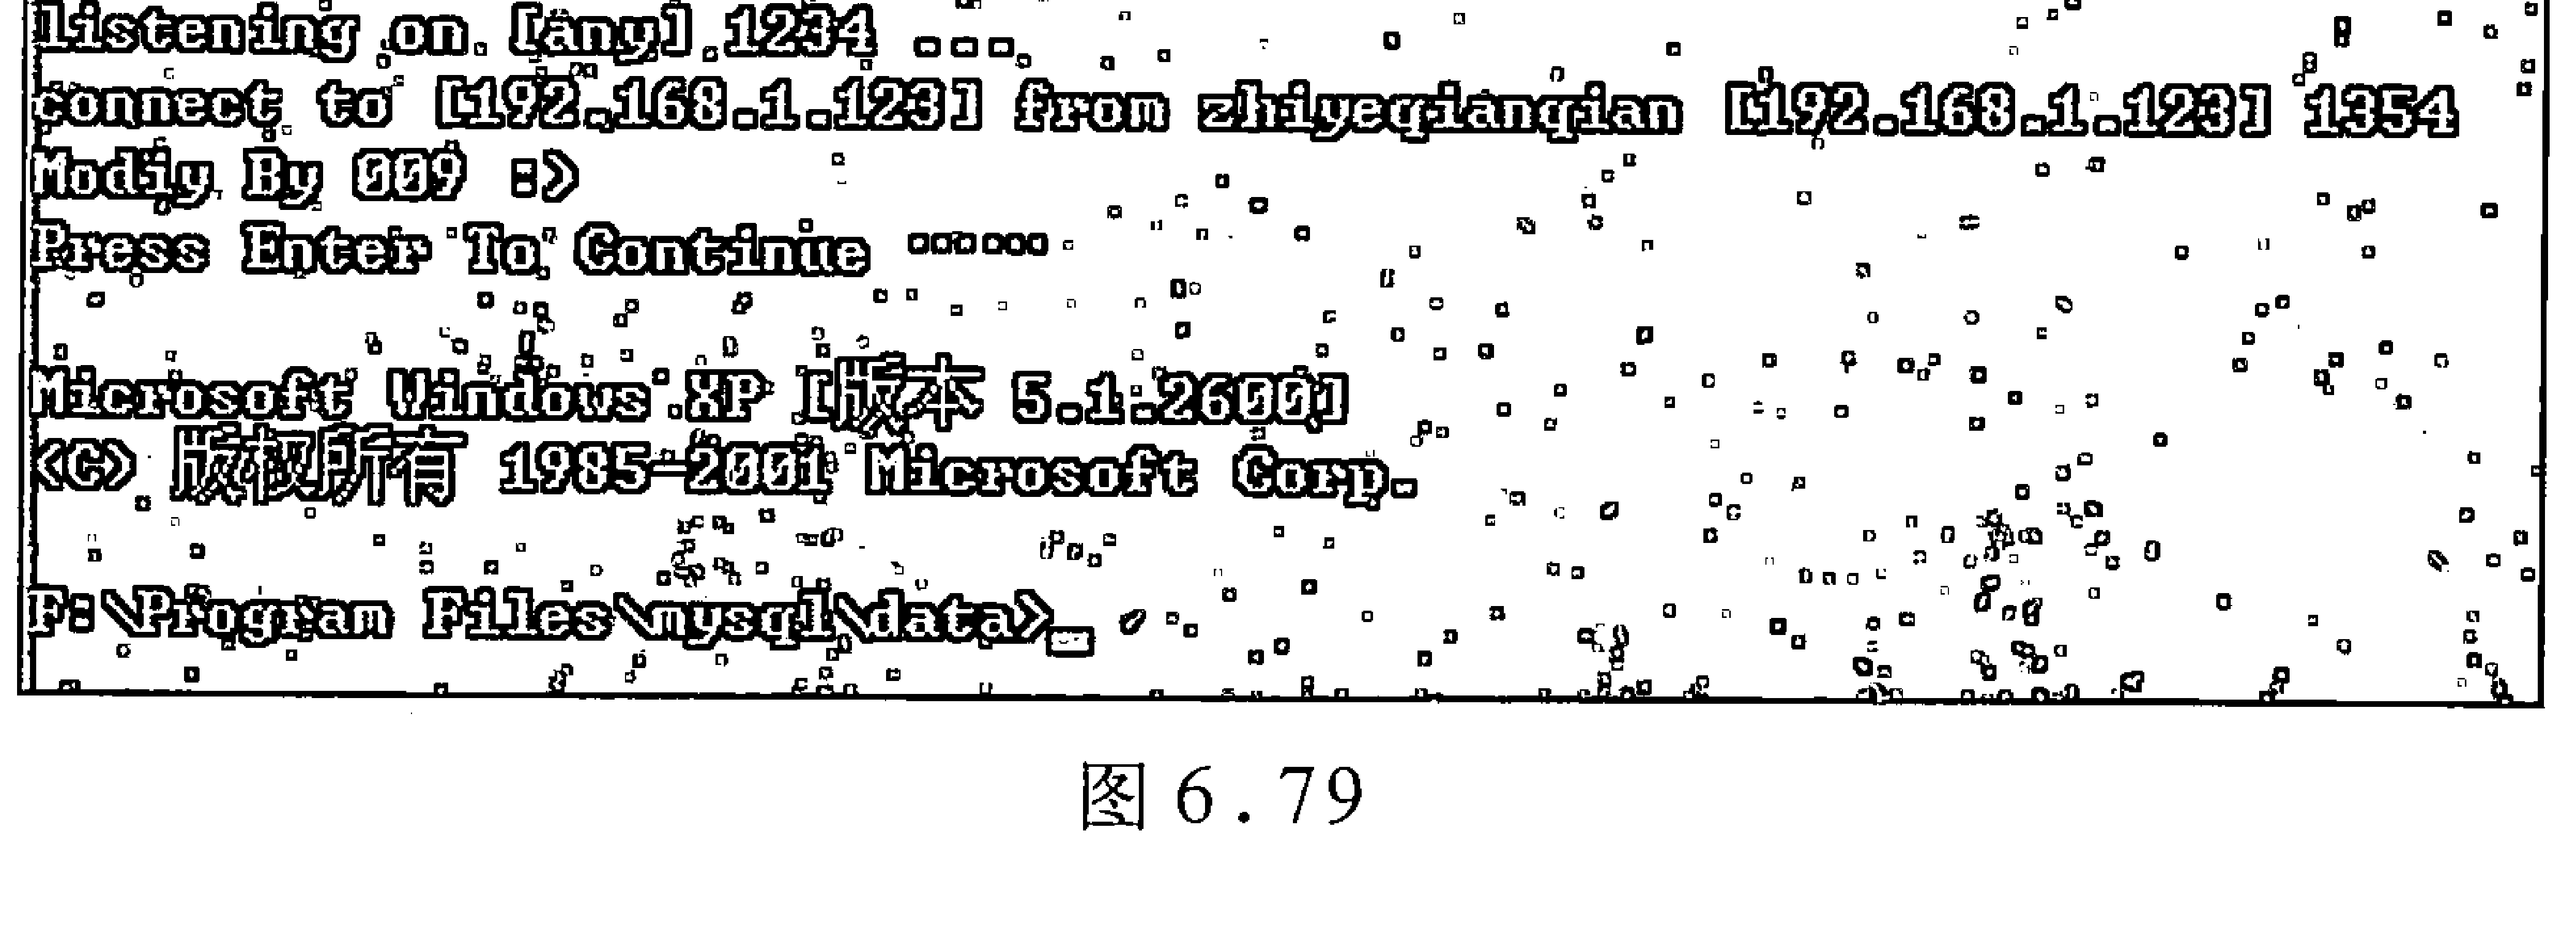 listening on [any] 1234 ...
connect to [192.168.1.123] from zhiyeqianqian [192.168.1.123] 1354
Modiy By 009 :>
Press Enter To Continue ......
Microsoft Windows XP [版本 5.1.2600]
<C> 版权所有 1985-2001 Microsoft Corp.
F:\Program Files\mysql\data>_
图 6.79